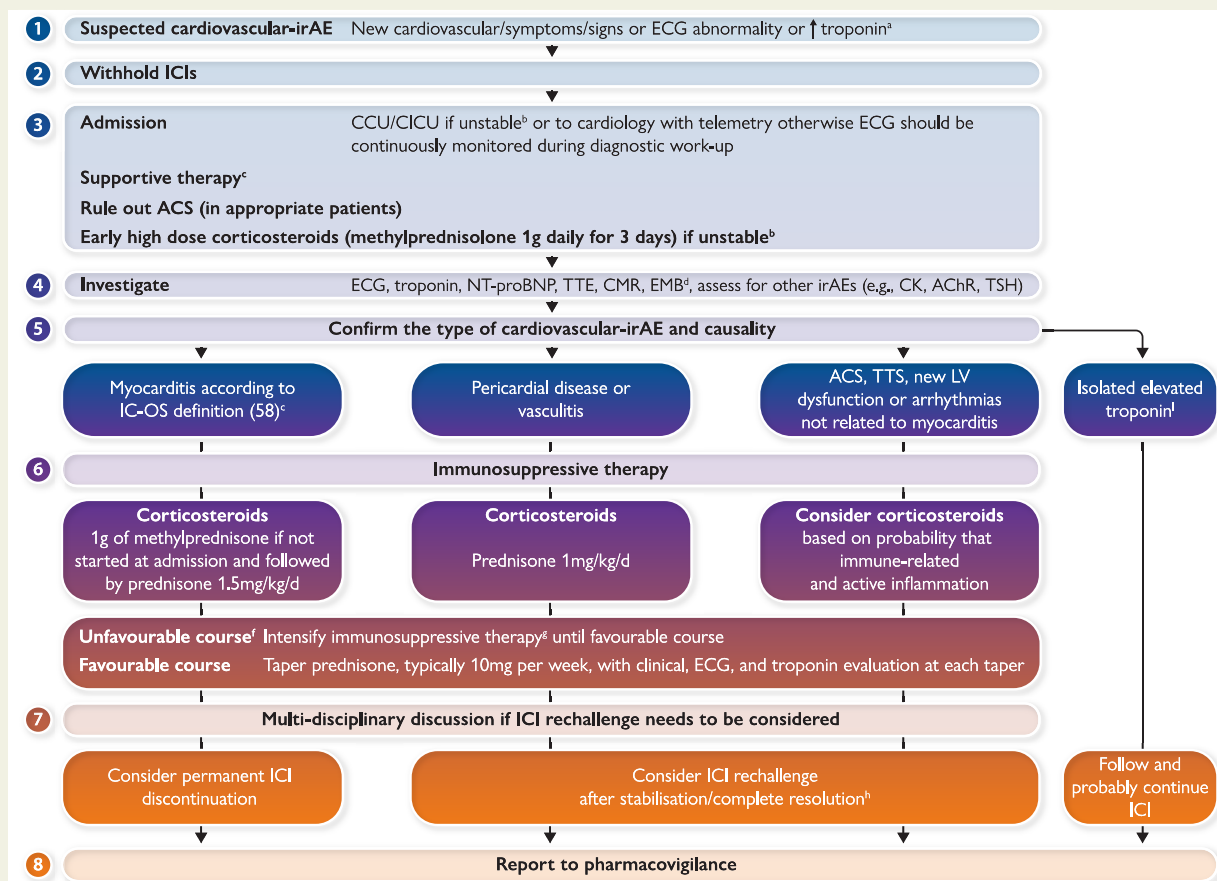 1 Suspected cardiovascular-irAE New cardiovascular/symptoms/signs or ECG abnormality or ↑ troponinᵃ
2 Withhold ICIs
3 Admission CCU/CICU if unstableᵇ or to cardiology with telemetry otherwise ECG should be
continuously monitored during diagnostic work-up
Supportive therapyᶜ
Rule out ACS (in appropriate patients)
Early high dose corticosteroids (methylprednisolone 1g daily for 3 days) if unstableᵇ
4 Investigate ECG, troponin, NT-proBNP, TTE, CMR, EMBᵈ, assess for other irAEs (e.g., CK, AChR, TSH)
5 Confirm the type of cardiovascular-irAE and causality
Myocarditis according to
IC-OS definition (58)ᶜ
Pericardial disease or
vasculitis
ACS, TTS, new LV
dysfunction or arrhythmias
not related to myocarditis
Isolated elevated
troponinˡ
6 Immunosuppressive therapy
Corticosteroids
1g of methylprednisone if not
started at admission and followed
by prednisone 1.5mg/kg/d
Corticosteroids
Prednisone 1mg/kg/d
Consider corticosteroids
based on probability that
immune-related
and active inflammation
Unfavourable courseᶠ Intensify immunosuppressive therapyᵍ until favourable course
Favourable course Taper prednisone, typically 10mg per week, with clinical, ECG, and troponin evaluation at each taper
7 Multi-disciplinary discussion if ICI rechallenge needs to be considered
Consider permanent ICI
discontinuation
Consider ICI rechallenge
after stabilisation/complete resolutionʰ
Follow and
probably continue
ICI
8 Report to pharmacovigilance